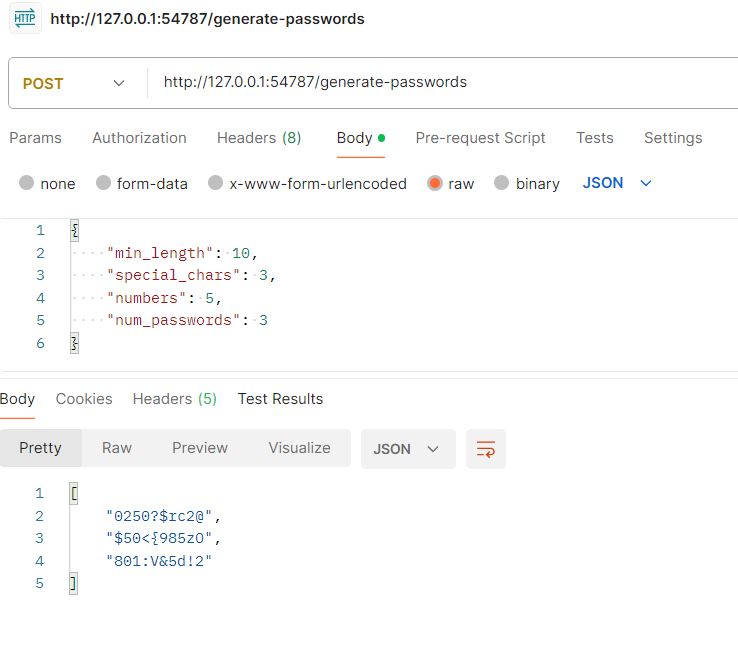 HTTP http://127.0.0.1:54787/generate-passwords
POST http://127.0.0.1:54787/generate-passwords
Params Authorization Headers (8) Body Pre-request Script Tests Settings
none form-data x-www-form-urlencoded raw binary JSON
1 {
2 "min_length": 10,
3 "special_chars": 3,
4 "numbers": 5,
5 "num_passwords": 3
6 }
Body Cookies Headers (5) Test Results
Pretty Raw Preview Visualize JSON
1 [
2 "0250?$rc2@",
3 "$50<{985zO",
4 "801:V&5d!2"
5 ]